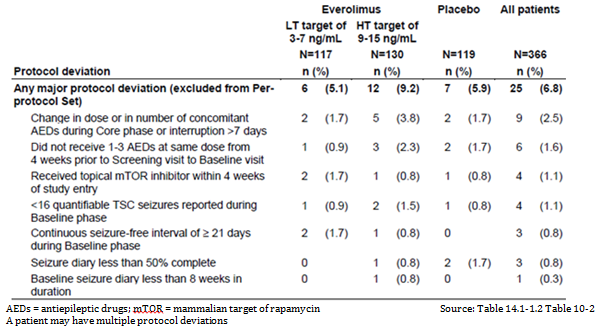 Everolimus Placebo All patients
LT target of HT target of
3-7 ng/mL 9-15 ng/mL
N=117 N=130 N=119 N=366
Protocol deviation n (%) n (%) n (%) n (%)
Any major protocol deviation (excluded from Per- 6 (5.1) 12 (9.2) 7 (5.9) 25 (6.8)
protocol Set)
Change in dose or in number of concomitant 2 (1.7) 5 (3.8) 2 (1.7) 9 (2.5)
AEDs during Core phase or interruption >7 days
Did not receive 1-3 AEDs at same dose from 1 (0.9) 3 (2.3) 2 (1.7) 6 (1.6)
4 weeks prior to Screening visit to Baseline visit
Received topical mTOR inhibitor within 4 weeks 2 (1.7) 1 (0.8) 1 (0.8) 4 (1.1)
of study entry
<16 quantifiable TSC seizures reported during 1 (0.9) 2 (1.5) 1 (0.8) 4 (1.1)
Baseline phase
Continuous seizure-free interval of ≥ 21 days 2 (1.7) 1 (0.8) 0 3 (0.8)
during Baseline phase
Seizure diary less than 50% complete 0 1 (0.8) 2 (1.7) 3 (0.8)
Baseline seizure diary less than 8 weeks in 0 1 (0.8) 0 1 (0.3)
duration
AEDs = antiepileptic drugs; mTOR = mammalian target of rapamycin Source: Table 14.1-1.2 Table 10-2
A patient may have multiple protocol deviations